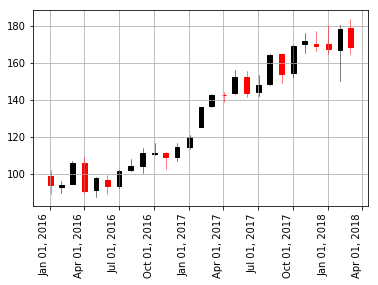 180
160
140
120
100
Jan 01, 2016
Apr 01, 2016
Jul 01, 2016
Oct 01, 2016
Jan 01, 2017
Apr 01, 2017
Jul 01, 2017
Oct 01, 2017
Jan 01, 2018
Apr 01, 2018